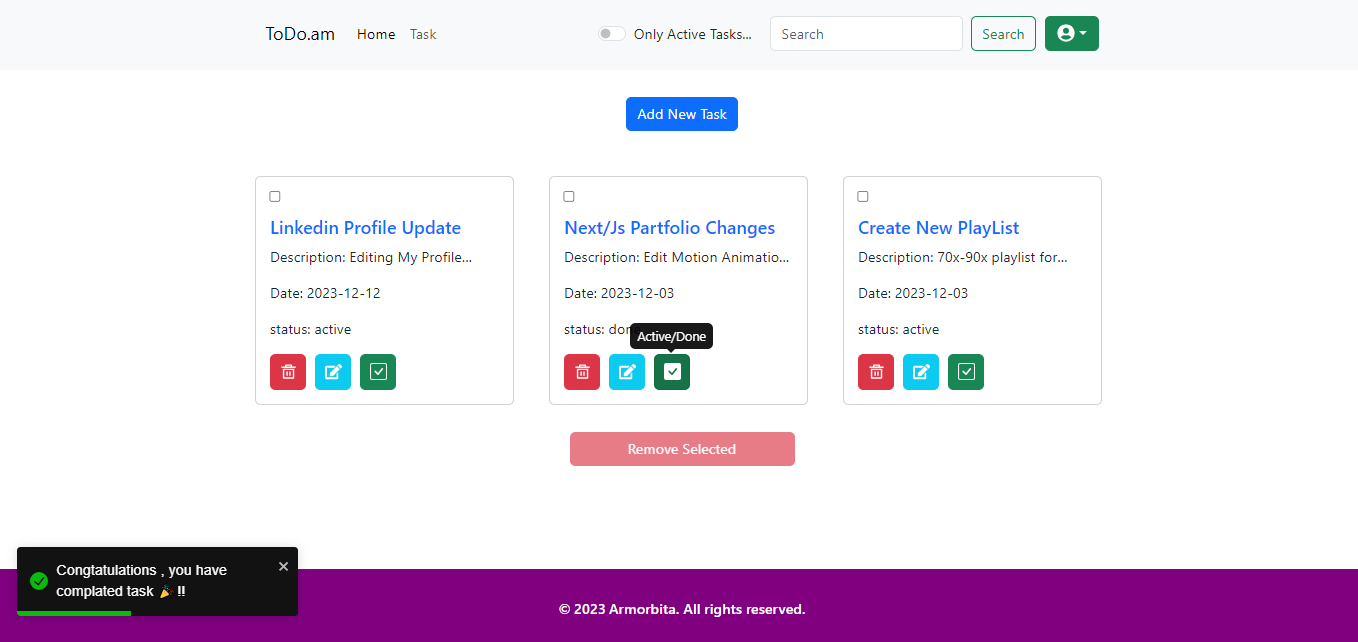 ToDo.am Home Task Only Active Tasks... Search Search
Add New Task
Linkedin Profile Update
Description: Editing My Profile...
Date: 2023-12-12
status: active
Next/Js Partfolio Changes
Description: Edit Motion Animatio...
Date: 2023-12-03
status: done
Active/Done
Create New PlayList
Description: 70x-90x playlist for...
Date: 2023-12-03
status: active
Remove Selected
Congtatulations , you have
complated task 🎉 !!
© 2023 Armorbita. All rights reserved.